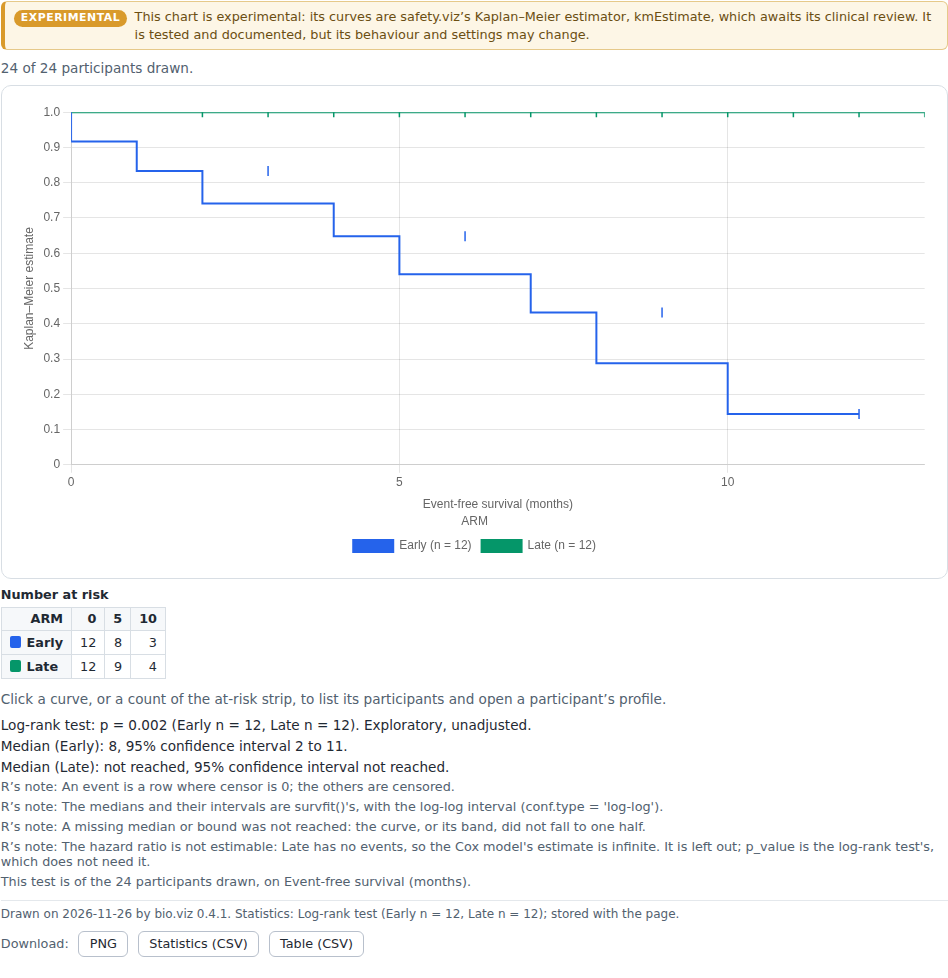 EXPERIMENTAL This chart is experimental: its curves are safety.viz’s Kaplan–Meier estimator, kmEstimate, which awaits its clinical review. It
is tested and documented, but its behaviour and settings may change.
24 of 24 participants drawn.
1.0
0.9
0.8
0.7
0.6
0.5
0.4
0.3
0.2
0.1
0
Kaplan–Meier estimate
0 5 10
Event-free survival (months)
ARM
Early (n = 12) Late (n = 12)
Number at risk
ARM 0 5 10
Early 12 8 3
Late 12 9 4
Click a curve, or a count of the at-risk strip, to list its participants and open a participant’s profile.
Log-rank test: p = 0.002 (Early n = 12, Late n = 12). Exploratory, unadjusted.
Median (Early): 8, 95% confidence interval 2 to 11.
Median (Late): not reached, 95% confidence interval not reached.
R’s note: An event is a row where censor is 0; the others are censored.
R’s note: The medians and their intervals are survfit()'s, with the log-log interval (conf.type = 'log-log').
R’s note: A missing median or bound was not reached: the curve, or its band, did not fall to one half.
R’s note: The hazard ratio is not estimable: Late has no events, so the Cox model's estimate is infinite. It is left out; p_value is the log-rank test's,
which does not need it.
This test is of the 24 participants drawn, on Event-free survival (months).
Drawn on 2026-11-26 by bio.viz 0.4.1. Statistics: Log-rank test (Early n = 12, Late n = 12); stored with the page.
Download: PNG Statistics (CSV) Table (CSV)